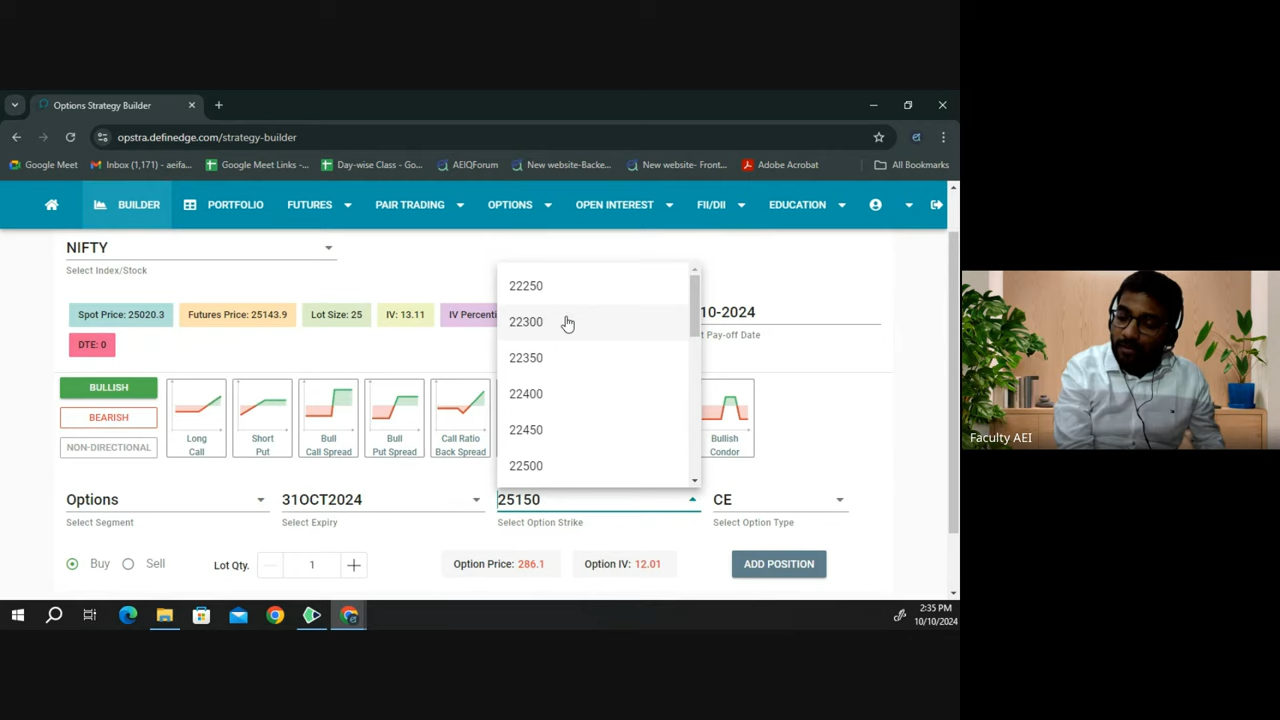 Options Strategy Builder
opstra.definedge.com/strategy-builder
Google Meet
Inbox (1,171) - aeifa...
Google Meet Links -...
Day-wise Class - Go...
AEIQForum
New website-Backe...
New website- Front...
Adobe Acrobat
All Bookmarks
BUILDER
PORTFOLIO
FUTURES
PAIR TRADING
OPTIONS
OPEN INTEREST
FII/DII
EDUCATION
NIFTY
Select Index/Stock
Spot Price: 25020.3
Futures Price: 25143.9
Lot Size: 25
IV: 13.11
IV Percenti
10-2024
t Pay-off Date
DTE: 0
22250
22300
22350
22400
22450
22500
BULLISH
BEARISH
NON-DIRECTIONAL
Long
Call
Short
Put
Bull
Call Spread
Bull
Put Spread
Call Ratio
Back Spread
Bullish
Condor
Options
Select Segment
31OCT2024
Select Expiry
25150
Select Option Strike
CE
Select Option Type
Buy
Sell
Lot Qty.
1
Option Price: 286.1
Option IV: 12.01
ADD POSITION
2:35 PM
10/10/2024
Faculty AEI